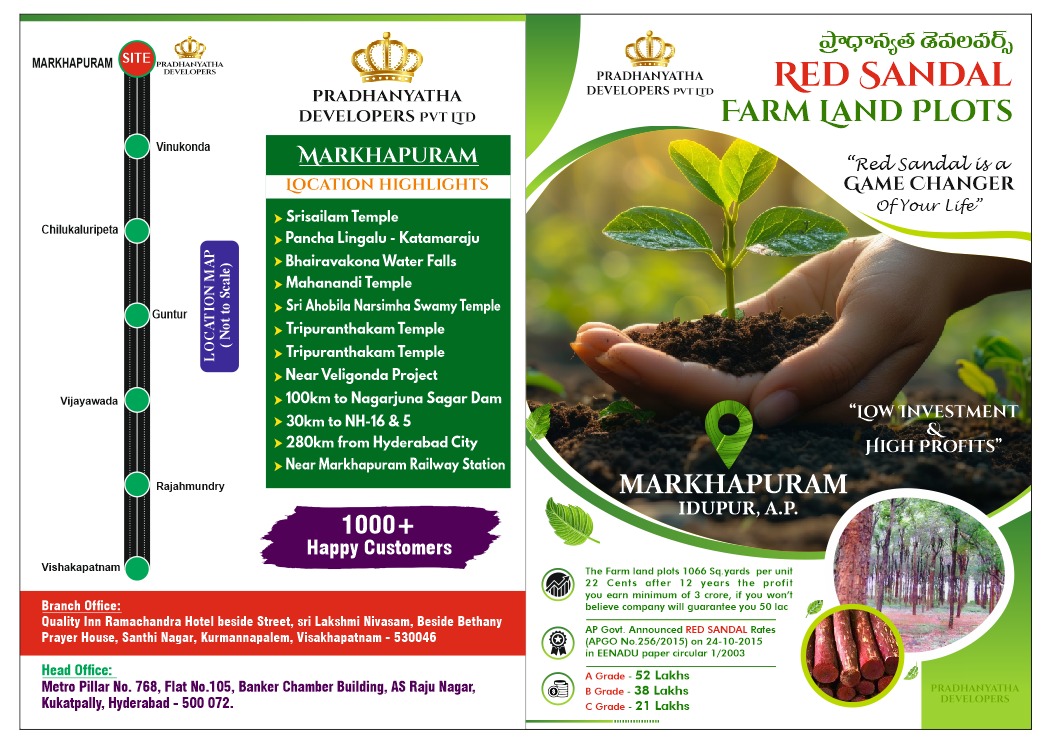 MARKHAPURAM
SITE
PRADHANYATHA
DEVELOPERS
Vinukonda
Chilukaluripeta
Guntur
Vijayawada
Rajahmundry
Vishakapatnam
LOCATION MAP
( Not to Scale)
PRADHANYATHA
DEVELOPERS PVT LTD
MARKHAPURAM
LOCATION HIGHLIGHTS
Srisailam Temple
Pancha Lingalu - Katamaraju
Bhairavakona Water Falls
Mahanandi Temple
Sri Ahobila Narsimha Swamy Temple
Tripuranthakam Temple
Tripuranthakam Temple
Near Veligonda Project
100km to Nagarjuna Sagar Dam
30km to NH-16 & 5
280km from Hyderabad City
Near Markhapuram Railway Station
1000+
Happy Customers
Branch Office:
Quality Inn Ramachandra Hotel beside Street, sri Lakshmi Nivasam, Beside Bethany
Prayer House, Santhi Nagar, Kurmannapalem, Visakhapatnam - 530046
Head Office:
Metro Pillar No. 768, Flat No.105, Banker Chamber Building, AS Raju Nagar,
Kukatpally, Hyderabad - 500 072.
PRADHANYATHA
DEVELOPERS PVT LTD
ప్రాధాన్యత డెవలపర్స్
RED SANDAL
FARM LAND PLOTS
“Red Sandal is a
GAME CHANGER
Of Your Life”
“LOW INVESTMENT
&
HIGH PROFITS”
MARKHAPURAM
IDUPUR, A.P.
The Farm land plots 1066 Sq.yards per unit
22 Cents after 12 years the profit
you earn minimum of 3 crore, if you won't
believe company will guarantee you 50 lac
AP Govt. Announced RED SANDAL Rates
(APGO No.256/2015) on 24-10-2015
in EENADU paper circular 1/2003
A Grade - 52 Lakhs
B Grade - 38 Lakhs
C Grade - 21 Lakhs
PRADHANYATHA
DEVELOPERS